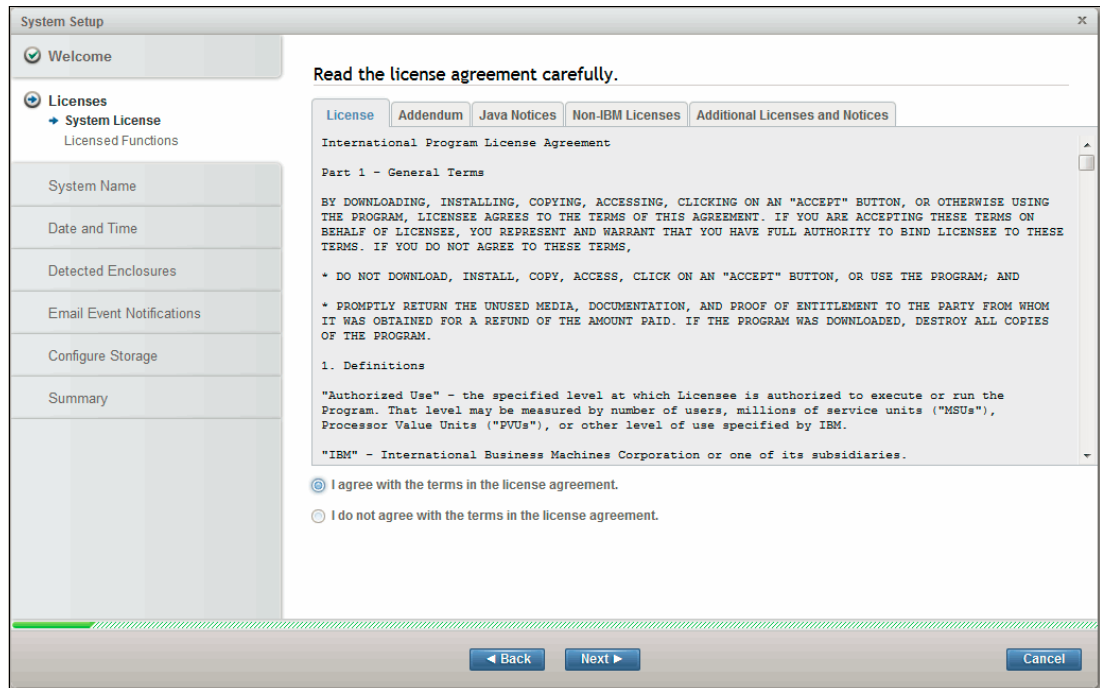 System Setup
x
Welcome
Licenses
System License
Licensed Functions
System Name
Date and Time
Detected Enclosures
Email Event Notifications
Configure Storage
Summary
Read the license agreement carefully.
License Addendum Java Notices Non-IBM Licenses Additional Licenses and Notices
International Program License Agreement
Part 1 - General Terms
BY DOWNLOADING, INSTALLING, COPYING, ACCESSING, CLICKING ON AN "ACCEPT" BUTTON, OR OTHERWISE USING
THE PROGRAM, LICENSEE AGREES TO THE TERMS OF THIS AGREEMENT. IF YOU ARE ACCEPTING THESE TERMS ON
BEHALF OF LICENSEE, YOU REPRESENT AND WARRANT THAT YOU HAVE FULL AUTHORITY TO BIND LICENSEE TO THESE
TERMS. IF YOU DO NOT AGREE TO THESE TERMS,
* DO NOT DOWNLOAD, INSTALL, COPY, ACCESS, CLICK ON AN "ACCEPT" BUTTON, OR USE THE PROGRAM; AND
* PROMPTLY RETURN THE UNUSED MEDIA, DOCUMENTATION, AND PROOF OF ENTITLEMENT TO THE PARTY FROM WHOM
IT WAS OBTAINED FOR A REFUND OF THE AMOUNT PAID. IF THE PROGRAM WAS DOWNLOADED, DESTROY ALL COPIES
OF THE PROGRAM.
1. Definitions
"Authorized Use" - the specified level at which Licensee is authorized to execute or run the
Program. That level may be measured by number of users, millions of service units ("MSUs"),
Processor Value Units ("PVUs"), or other level of use specified by IBM.
"IBM" - International Business Machines Corporation or one of its subsidiaries.
I agree with the terms in the license agreement.
I do not agree with the terms in the license agreement.
Back Next Cancel